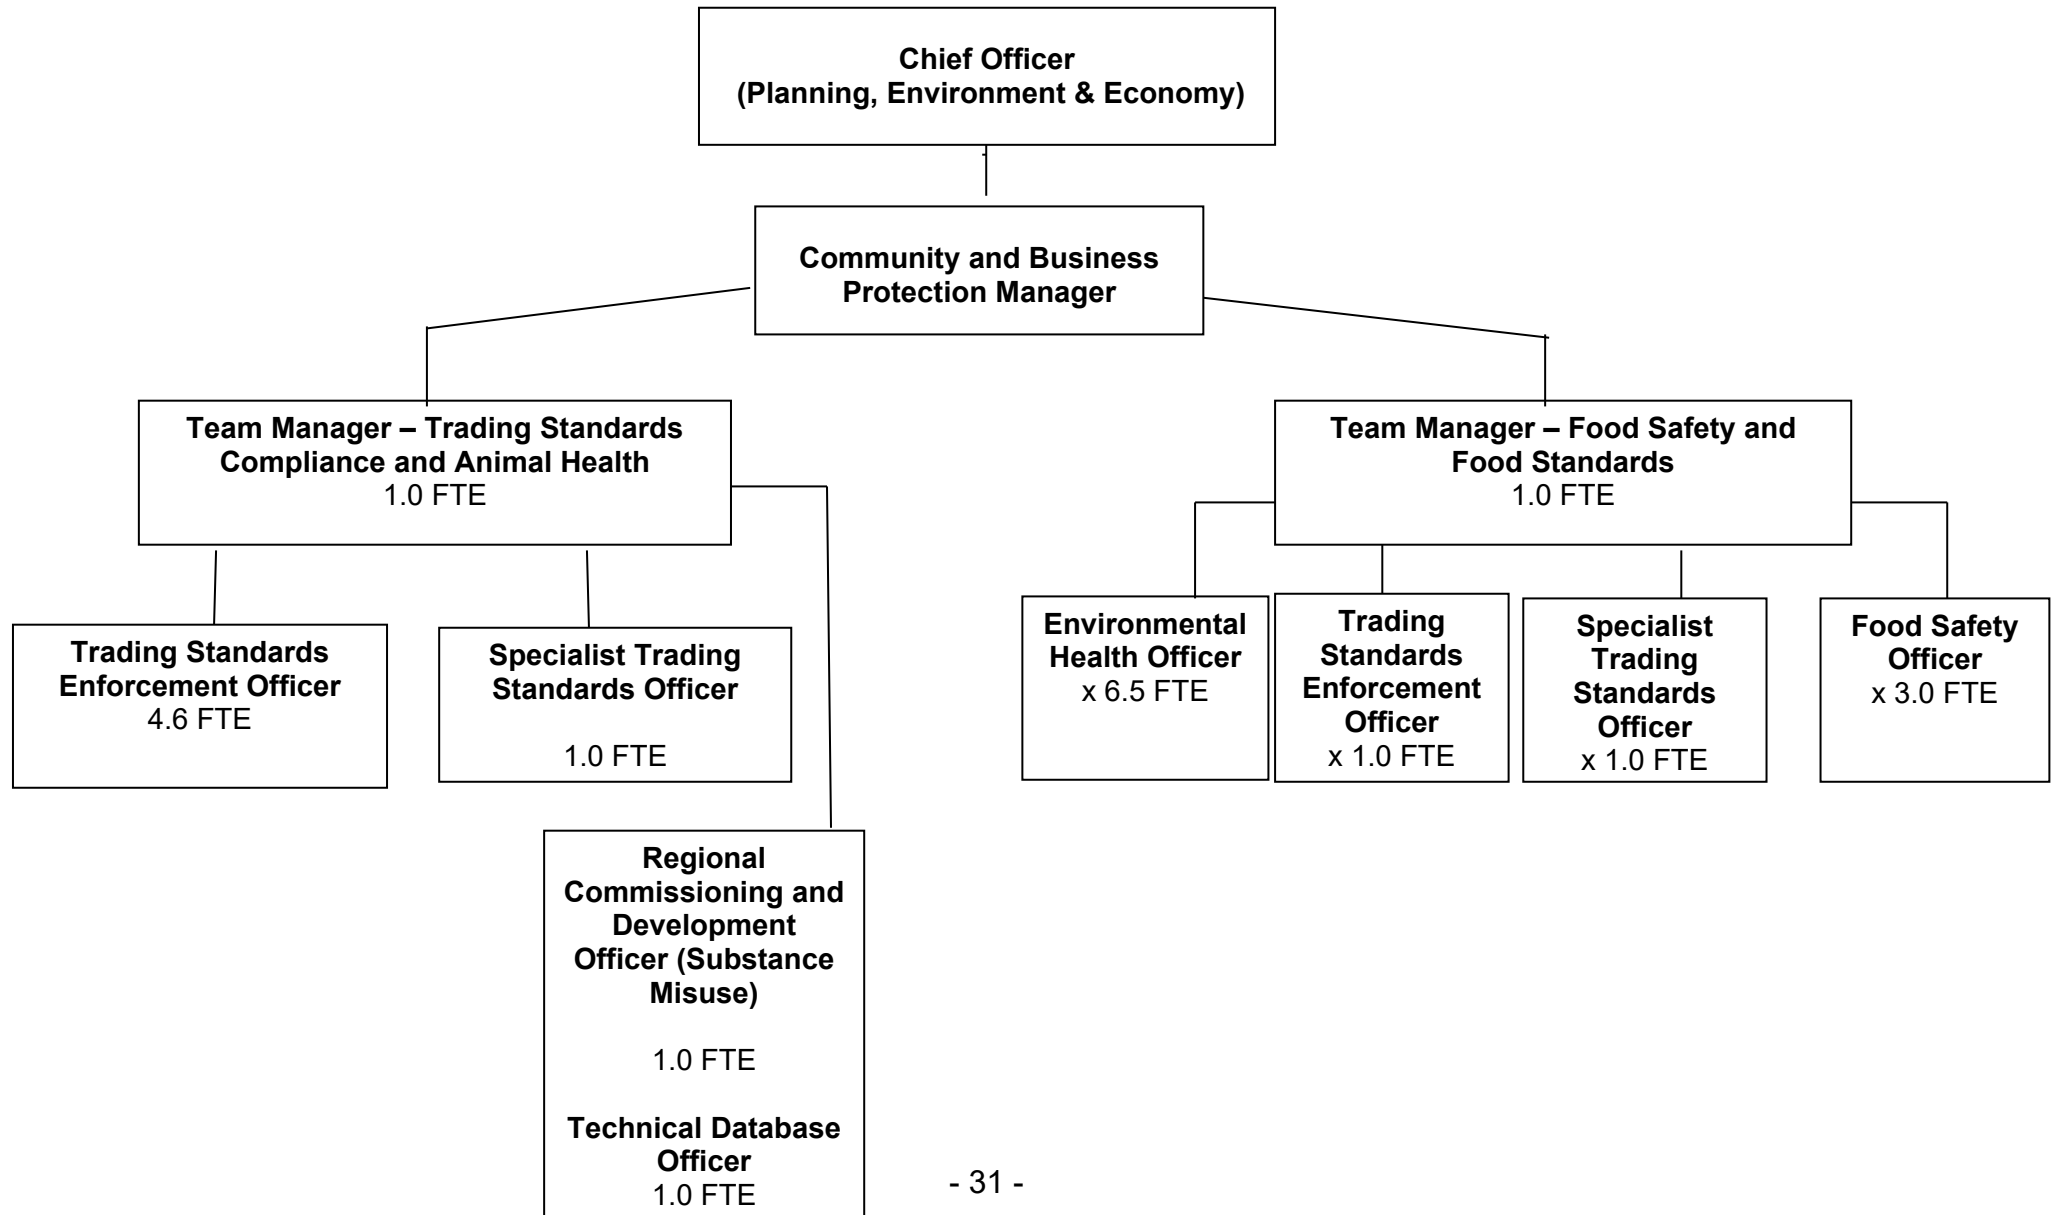 Chief Officer
(Planning, Environment & Economy)
Community and Business
Protection Manager
Team Manager – Trading Standards
Compliance and Animal Health
1.0 FTE
Team Manager – Food Safety and
Food Standards
1.0 FTE
Trading Standards
Enforcement Officer
4.6 FTE
Specialist Trading
Standards Officer
1.0 FTE
Regional
Commissioning and
Development
Officer (Substance
Misuse)
1.0 FTE
Technical Database
Officer
1.0 FTE
Environmental
Health Officer
x 6.5 FTE
Trading
Standards
Enforcement
Officer
x 1.0 FTE
Specialist
Trading
Standards
Officer
x 1.0 FTE
Food Safety
Officer
x 3.0 FTE
- 31 -